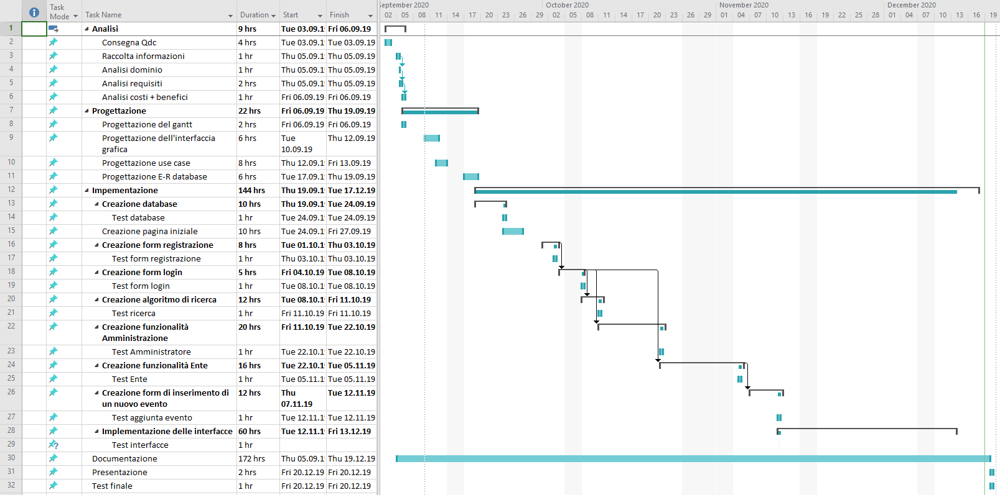 September 2020 October 2020 November 2020 December 2020
Task Mode Task Name Duration Start Finish 02 05 08 11 14 17 20 23 26 29 02 05 08 11 14 17 20 23 26 29 01 04 07 10 13 16 19 22 25 28 01 04 07 10 13 16 19
1 Analisi 9 hrs Tue 03.09.19 Fri 06.09.19
2 Consegna Qdc 4 hrs Tue 03.09.19 Tue 03.09.19
3 Raccolta informazioni 1 hr Thu 05.09.1 Thu 05.09.19
4 Analisi dominio 1 hr Thu 05.09.1 Thu 05.09.19
5 Analisi requisiti 2 hrs Thu 05.09.1 Thu 05.09.19
6 Analisi costi + benefici 1 hr Fri 06.09.19 Fri 06.09.19
7 Progettazione 22 hrs Fri 06.09.19 Thu 19.09.19
8 Progettazione del gantt 2 hrs Fri 06.09.19 Fri 06.09.19
9 Progettazione dell'interfaccia grafica 6 hrs Tue 10.09.19 Thu 12.09.19
10 Progettazione use case 8 hrs Thu 12.09.1 Fri 13.09.19
11 Progettazione E-R database 6 hrs Tue 17.09.1 Thu 19.09.19
12 Impementazione 144 hrs Thu 19.09.1 Tue 17.12.19
13 Creazione database 10 hrs Thu 19.09.1 Tue 24.09.19
14 Test database 1 hr Tue 24.09.1 Tue 24.09.19
15 Creazione pagina iniziale 10 hrs Tue 24.09.1 Fri 27.09.19
16 Creazione form registrazione 8 hrs Tue 01.10.1 Thu 03.10.19
17 Test form registrazione 1 hr Thu 03.10.1 Thu 03.10.19
18 Creazione form login 5 hrs Fri 04.10.19 Tue 08.10.19
19 Test form login 1 hr Tue 08.10.1 Tue 08.10.19
20 Creazione algoritmo di ricerca 12 hrs Tue 08.10.1 Fri 11.10.19
21 Test ricerca 1 hr Fri 11.10.19 Fri 11.10.19
22 Creazione funzionalità Amministrazione 20 hrs Fri 11.10.19 Tue 22.10.19
23 Test Amministratore 1 hr Tue 22.10.1 Tue 22.10.19
24 Creazione funzionalità Ente 16 hrs Tue 22.10.1 Tue 05.11.19
25 Test Ente 1 hr Tue 05.11.1 Tue 05.11.19
26 Creazione form di inserimento di un nuovo evento 12 hrs Thu 07.11.19 Tue 12.11.19
27 Test aggiunta evento 1 hr Tue 12.11.1 Tue 12.11.19
28 Implementazione delle interfacce 60 hrs Tue 12.11.1 Fri 13.12.19
29 Test interfacce 1 hr
30 Documentazione 172 hrs Thu 05.09.1 Thu 19.12.19
31 Presentazione 2 hrs Fri 20.12.19 Fri 20.12.19
32 Test finale 1 hr Fri 20.12.19 Fri 20.12.19